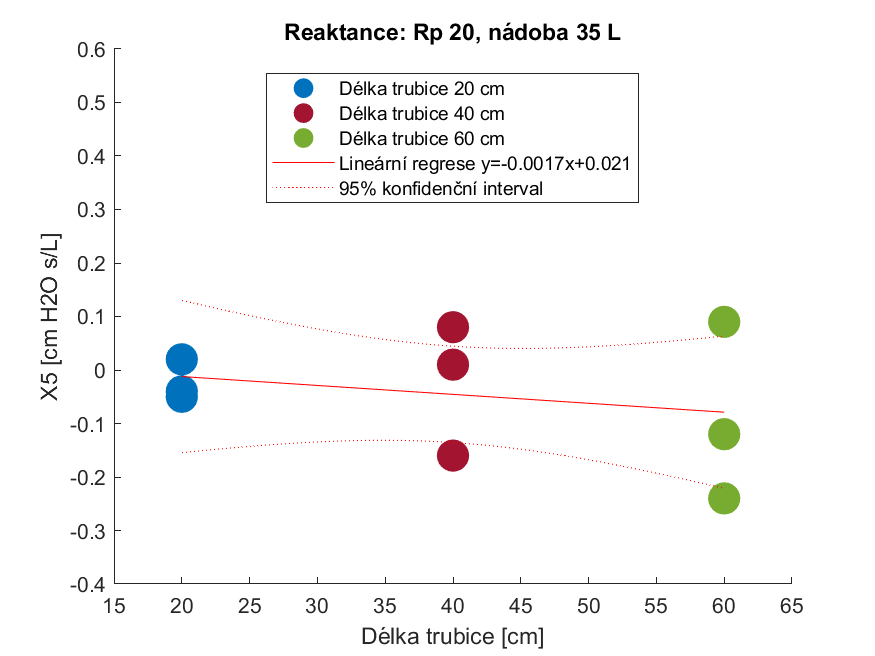 Reaktance: Rp 20, nádoba 35 L
0.6
0.5
0.4
0.3
0.2
0.1
0
-0.1
-0.2
-0.3
-0.4
X5 [cm H2O s/L]
Délka trubice 20 cm
Délka trubice 40 cm
Délka trubice 60 cm
Lineární regrese y=-0.0017x+0.021
95% konfidenční interval
15 20 25 30 35 40 45 50 55 60 65
Délka trubice [cm]